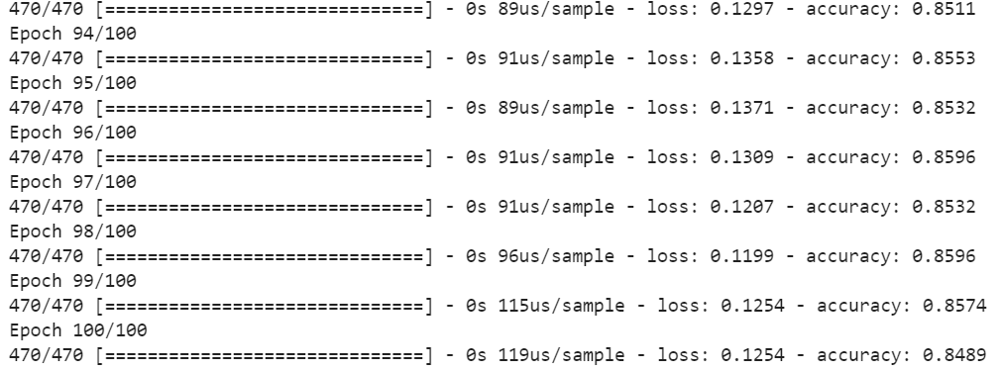 470/470 [==============================] - 0s 89us/sample - loss: 0.1297 - accuracy: 0.8511
Epoch 94/100
470/470 [==============================] - 0s 91us/sample - loss: 0.1358 - accuracy: 0.8553
Epoch 95/100
470/470 [==============================] - 0s 89us/sample - loss: 0.1371 - accuracy: 0.8532
Epoch 96/100
470/470 [==============================] - 0s 91us/sample - loss: 0.1309 - accuracy: 0.8596
Epoch 97/100
470/470 [==============================] - 0s 91us/sample - loss: 0.1207 - accuracy: 0.8532
Epoch 98/100
470/470 [==============================] - 0s 96us/sample - loss: 0.1199 - accuracy: 0.8596
Epoch 99/100
470/470 [==============================] - 0s 115us/sample - loss: 0.1254 - accuracy: 0.8574
Epoch 100/100
470/470 [==============================] - 0s 119us/sample - loss: 0.1254 - accuracy: 0.8489